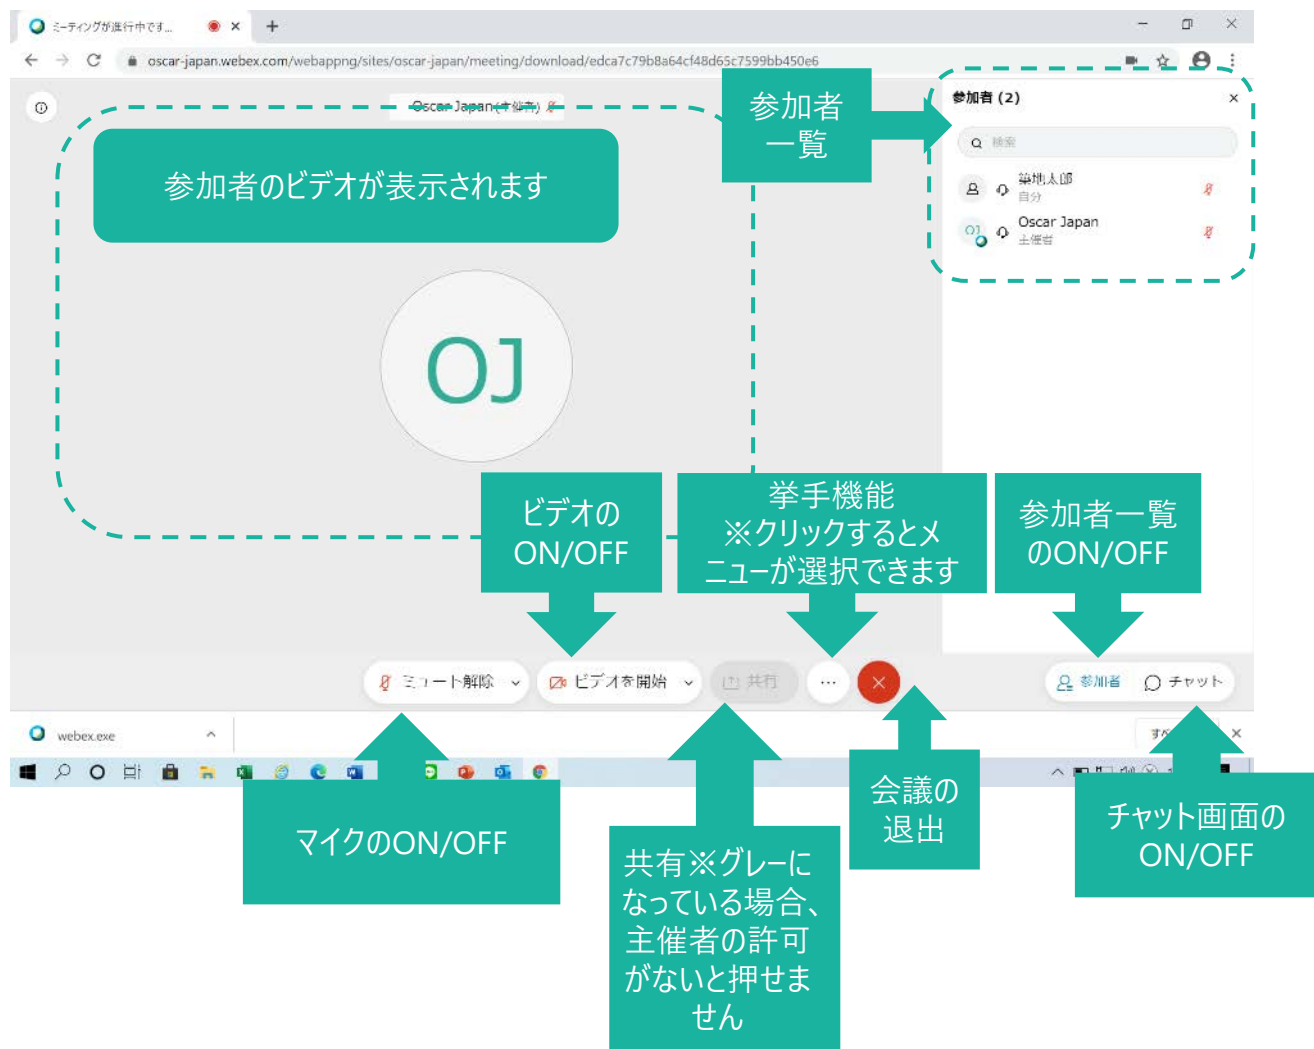 ミーティングが進行中です...
oscar-japan.webex.com/webappng/sites/oscar-japan/meeting/download/edca7c79b8a64cf48d65c7599bb450e6
Oscar Japan(主催者)
参加者
一覧
参加者 (2)
検索
参加者のビデオが表示されます
築地太郎
自分
OJ
Oscar Japan
主催者
OJ
ビデオの
ON/OFF
挙手機能
※クリックするとメ
ニューが選択できます
参加者一覧
のON/OFF
ミュート解除
ビデオを開始
共有
参加者
チャット
webex.exe
すべ
マイクのON/OFF
共有※グレーに
なっている場合、
主催者の許可
がないと押せま
せん
会議の
退出
チャット画面の
ON/OFF